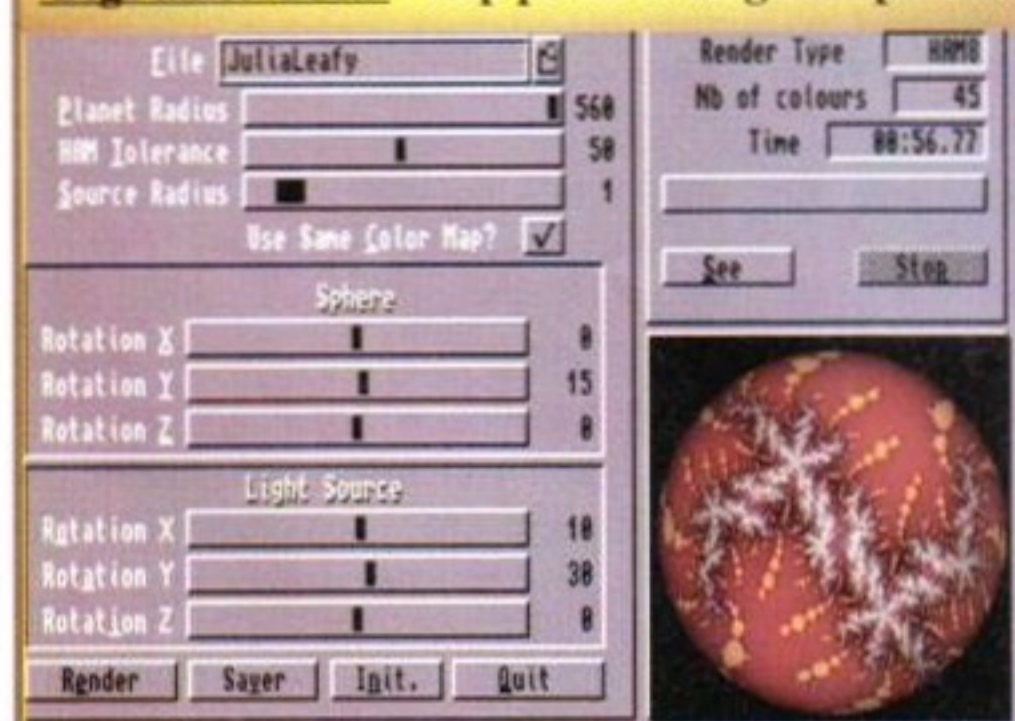 File JuliaLeafy
Planet Radius 560
HAM Tolerance 50
Source Radius 1
Use Same Color Map? ✓
Sphere
Rotation X 0
Rotation Y 15
Rotation Z 0
Light Source
Rotation X 10
Rotation Y 30
Rotation Z 0
Render Saver Init. Quit
Render Type HAM8
Nb of colours 45
Time 00:56.77
See Stop